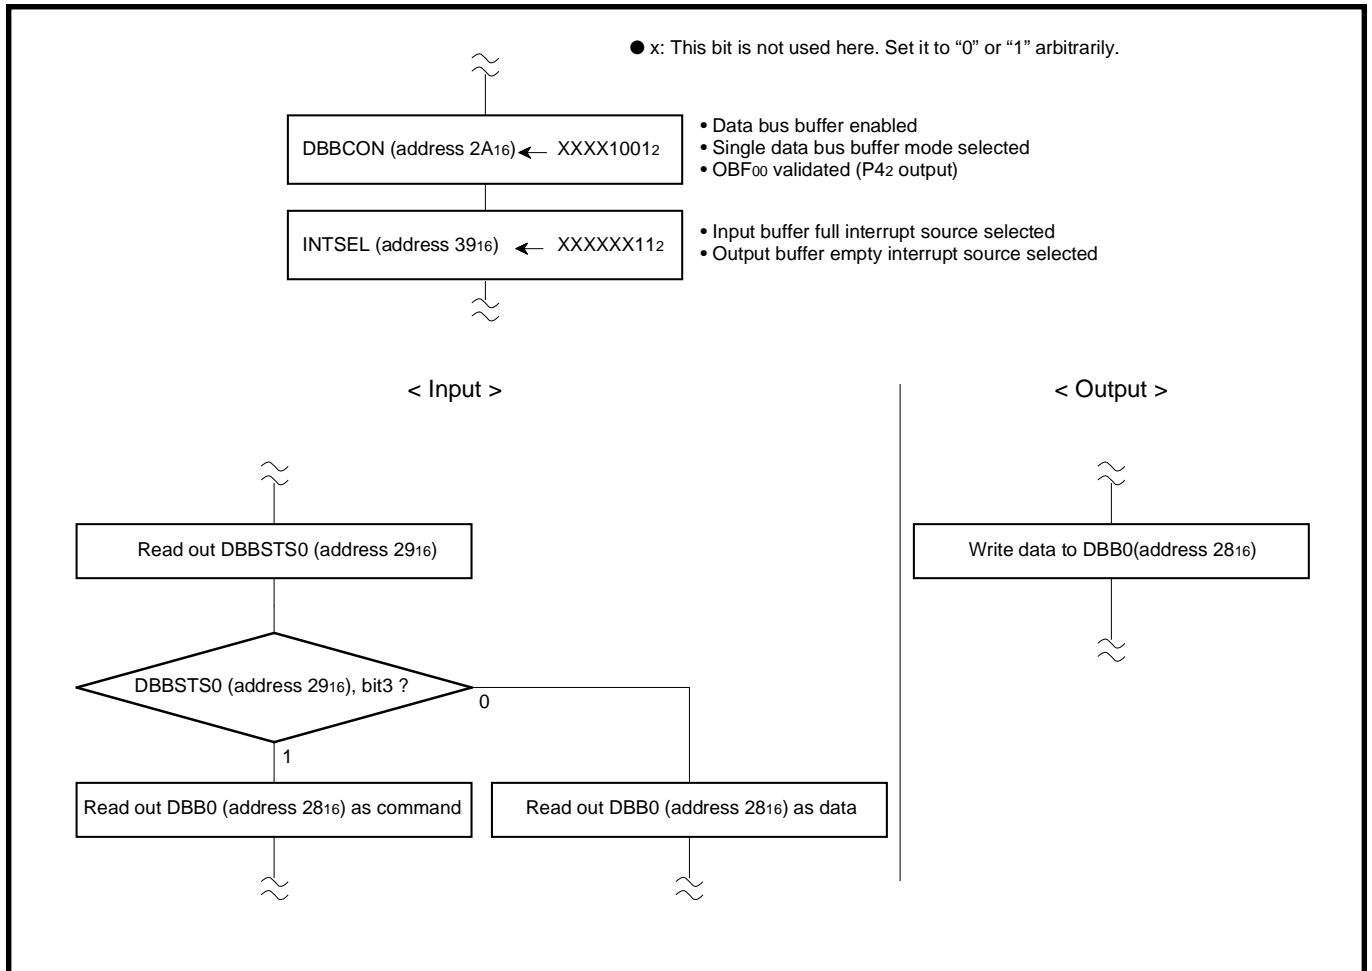 ● x: This bit is not used here. Set it to “0” or “1” arbitrarily.
DBBCON (address 2A16) ← XXXX10012
• Data bus buffer enabled
• Single data bus buffer mode selected
• OBF00 validated (P42 output)
INTSEL (address 3916) ← XXXXXX112
• Input buffer full interrupt source selected
• Output buffer empty interrupt source selected
< Input >
< Output >
Read out DBBSTS0 (address 2916)
Write data to DBB0(address 2816)
DBBSTS0 (address 2916), bit3 ?
0
1
Read out DBB0 (address 2816) as command
Read out DBB0 (address 2816) as data